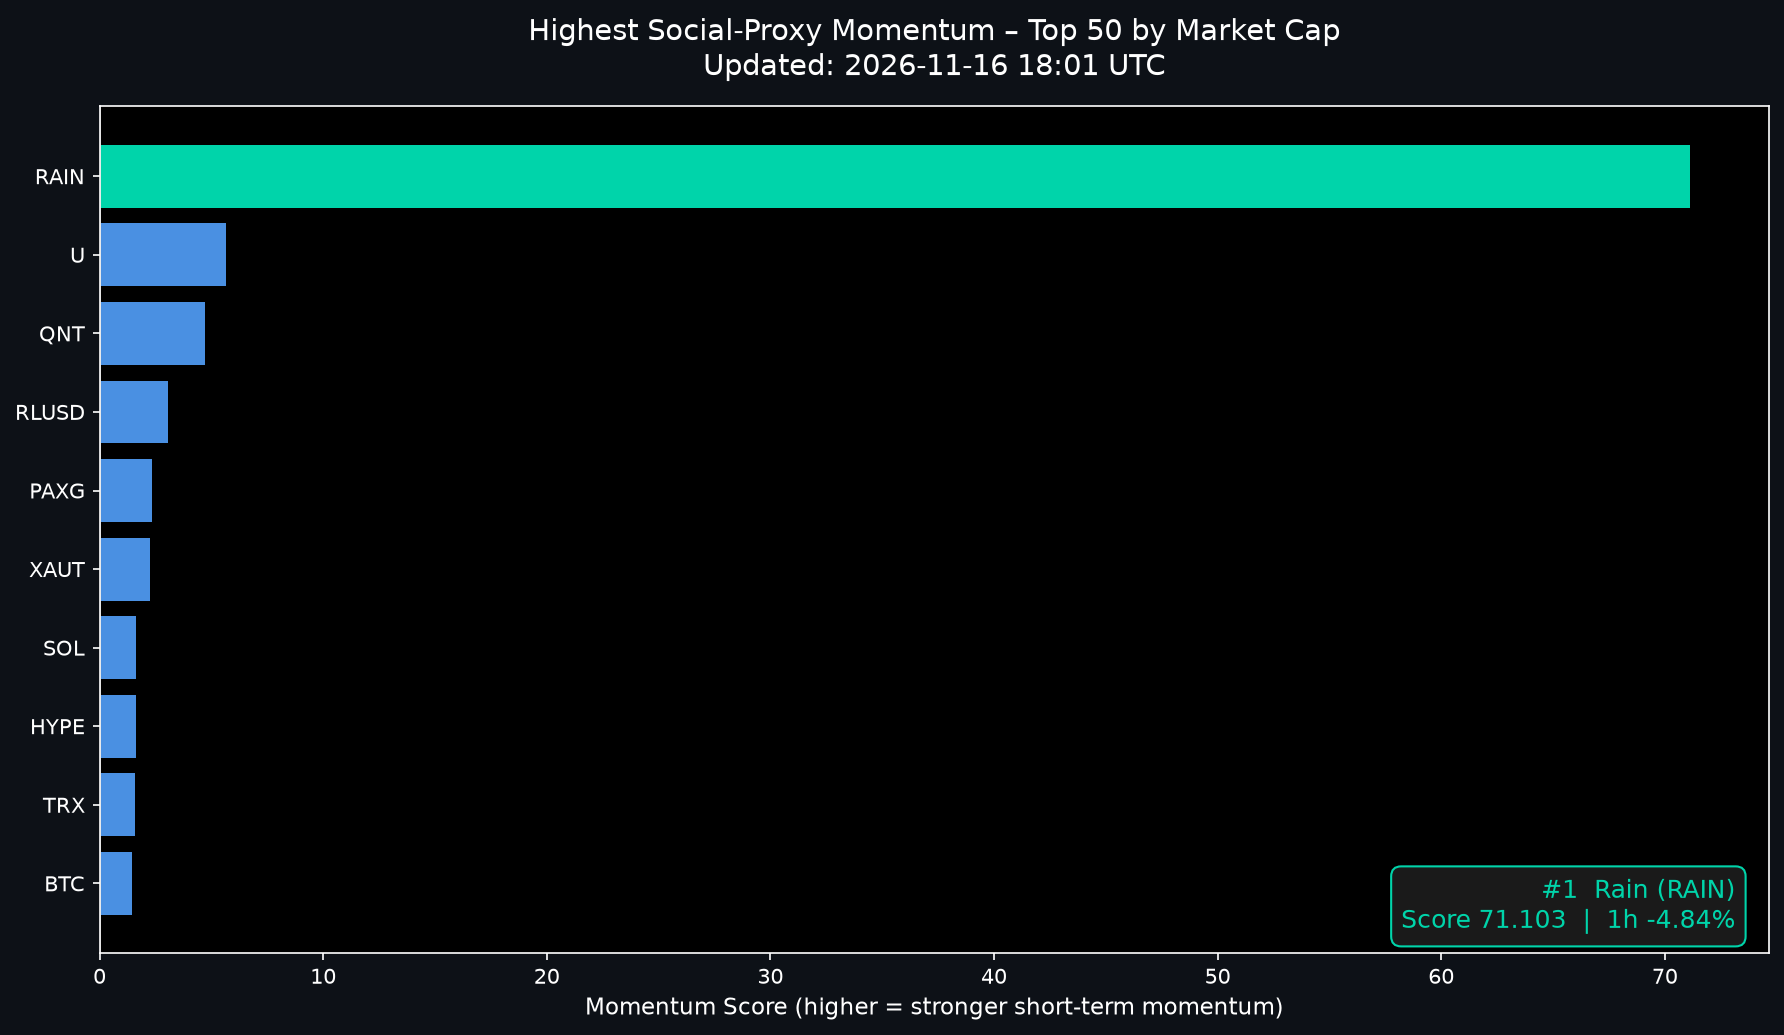 Highest Social-Proxy Momentum – Top 50 by Market Cap
Updated: 2026-11-16 18:01 UTC
RAIN
U
QNT
RLUSD
PAXG
XAUT
SOL
HYPE
TRX
BTC
#1  Rain (RAIN)
Score 71.103  |  1h -4.84%
0 10 20 30 40 50 60 70
Momentum Score (higher = stronger short-term momentum)